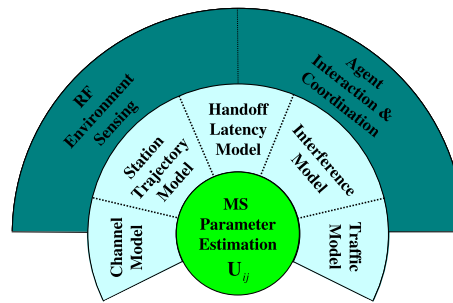 RF
Environment
Sensing
Agent
Interaction &
Coordination
Channel
Model
Station
Trajectory
Model
Handoff
Latency
Model
Interference
Model
Traffic
Model
MS
Parameter
Estimation
U_ij